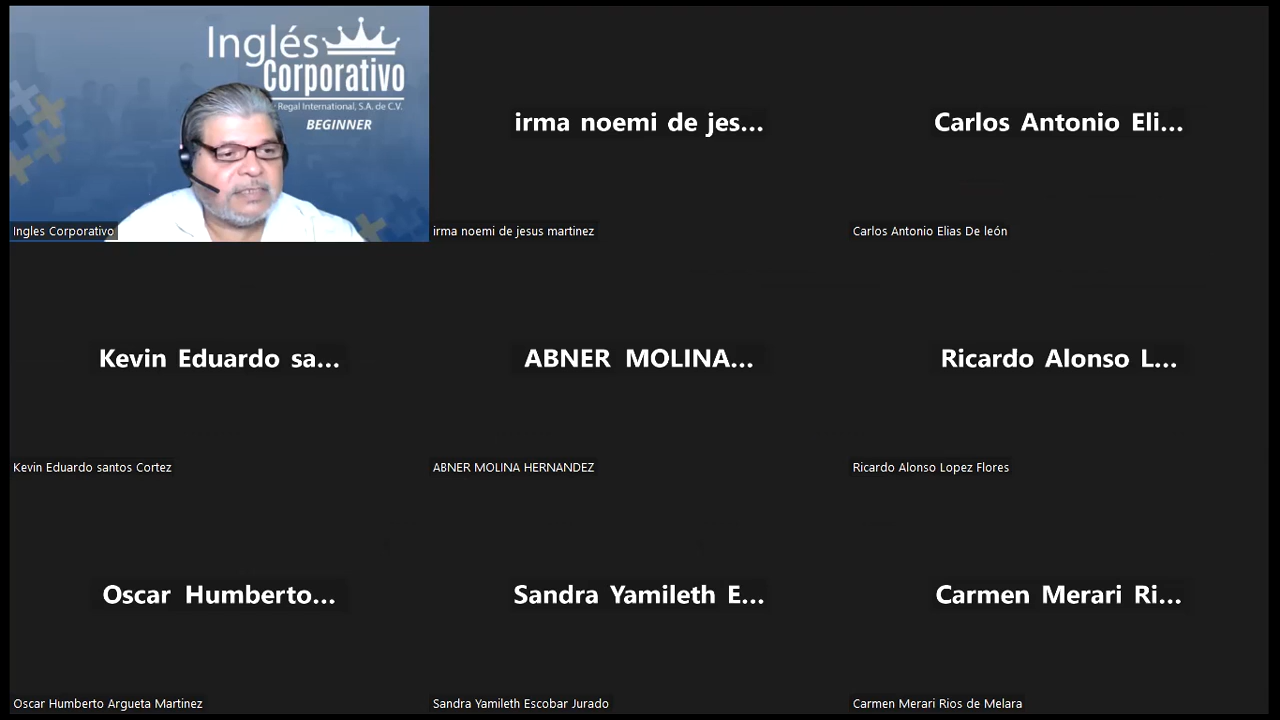 Inglés
Corporativo
Regal International, S.A. de C.V.
BEGINNER
Ingles Corporativo
irma noemi de jes...
irma noemi de jesus martinez
Carlos Antonio Eli...
Carlos Antonio Elias De león
Kevin Eduardo sa...
Kevin Eduardo santos Cortez
ABNER MOLINA...
ABNER MOLINA HERNANDEZ
Ricardo Alonso L...
Ricardo Alonso Lopez Flores
Oscar Humberto...
Oscar Humberto Argueta Martinez
Sandra Yamileth E...
Sandra Yamileth Escobar Jurado
Carmen Merari Ri...
Carmen Merari Rios de Melara